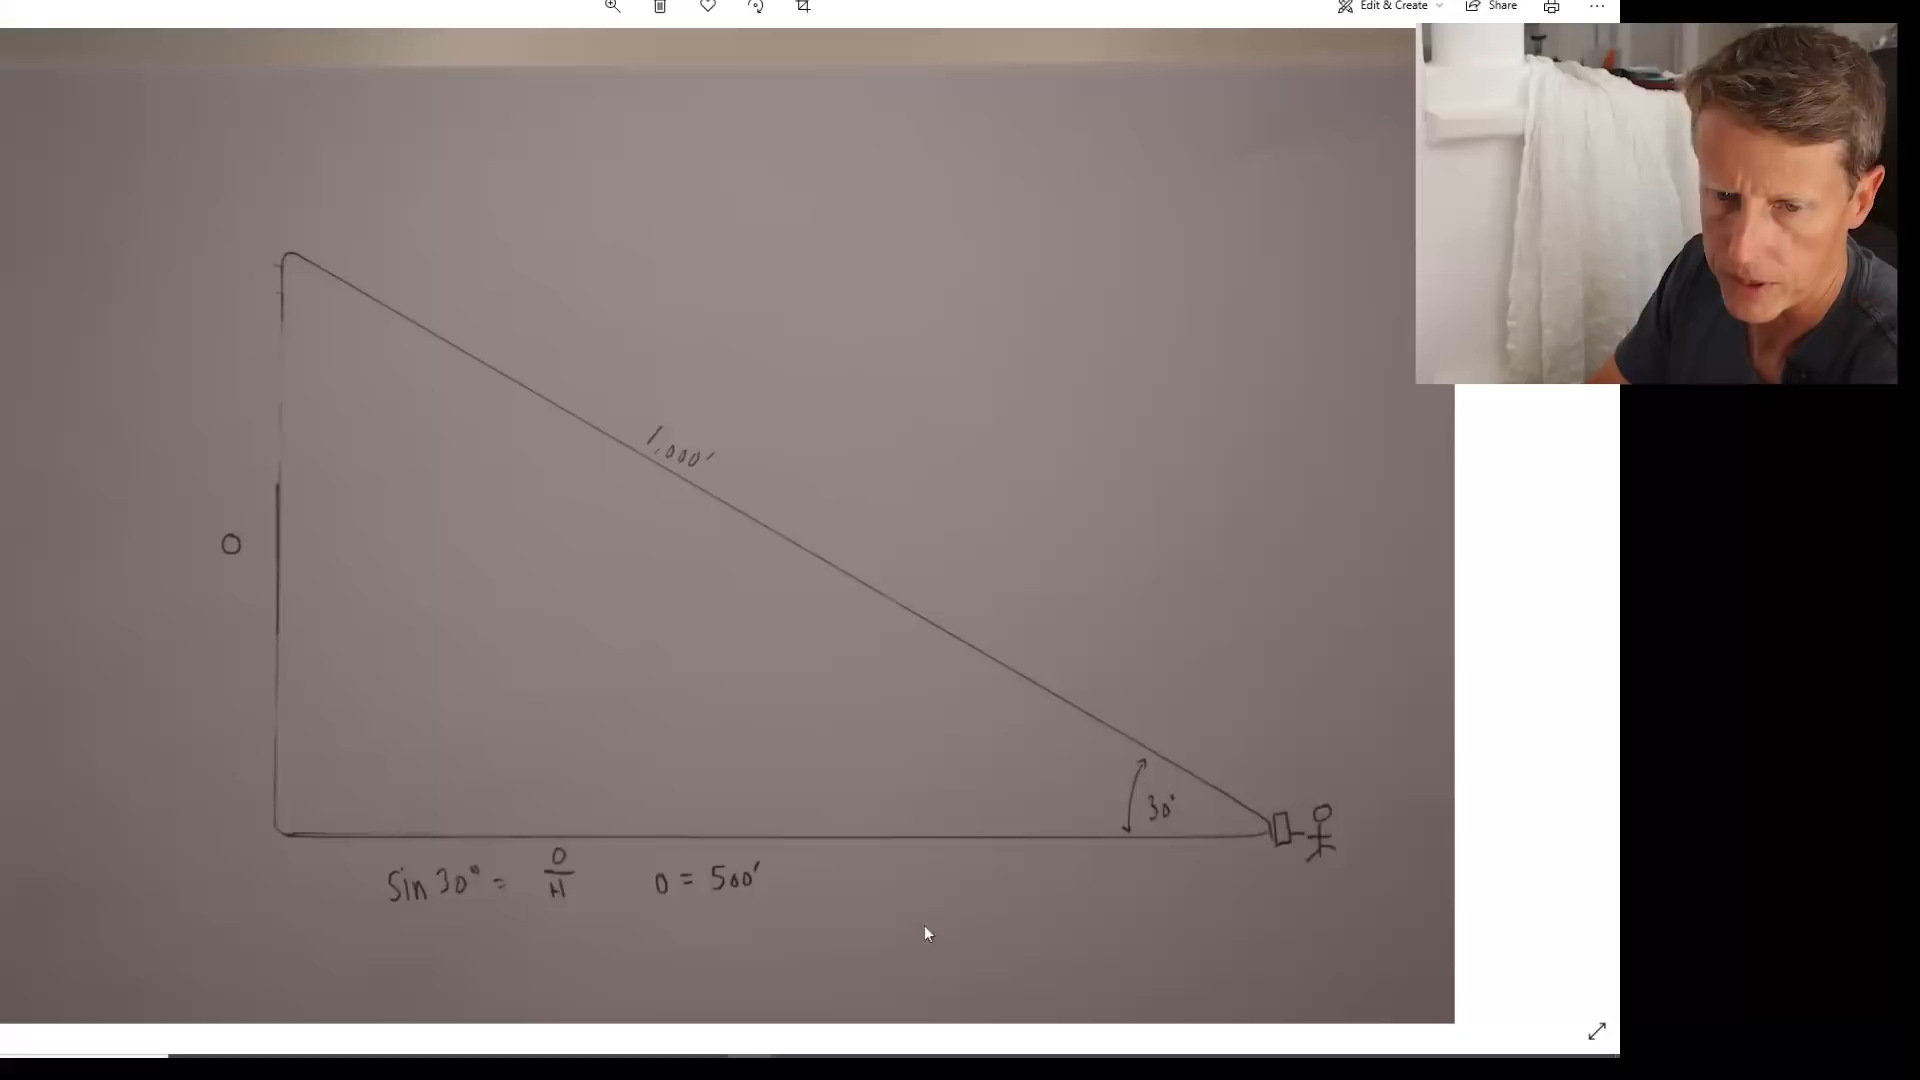 Edit & Create
Share
1,000'
O
30°
Sin 30° = O/H   O = 500'